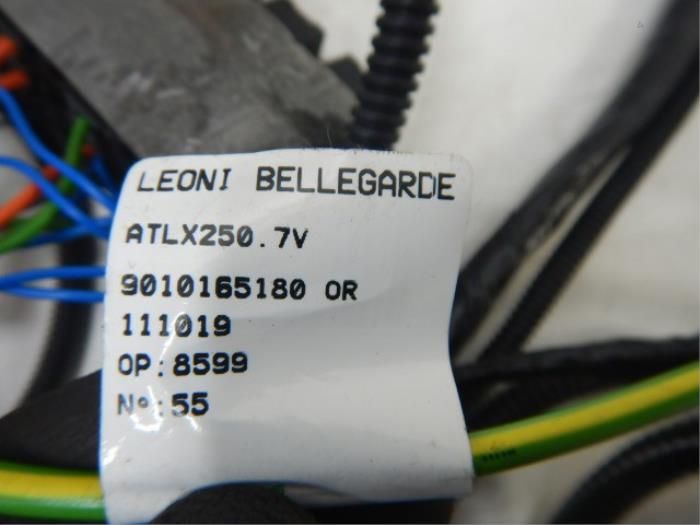 LEONI BELLEGARDE
ATLX250.7V
9010165180 OR
111019
OP:8599
N°:55